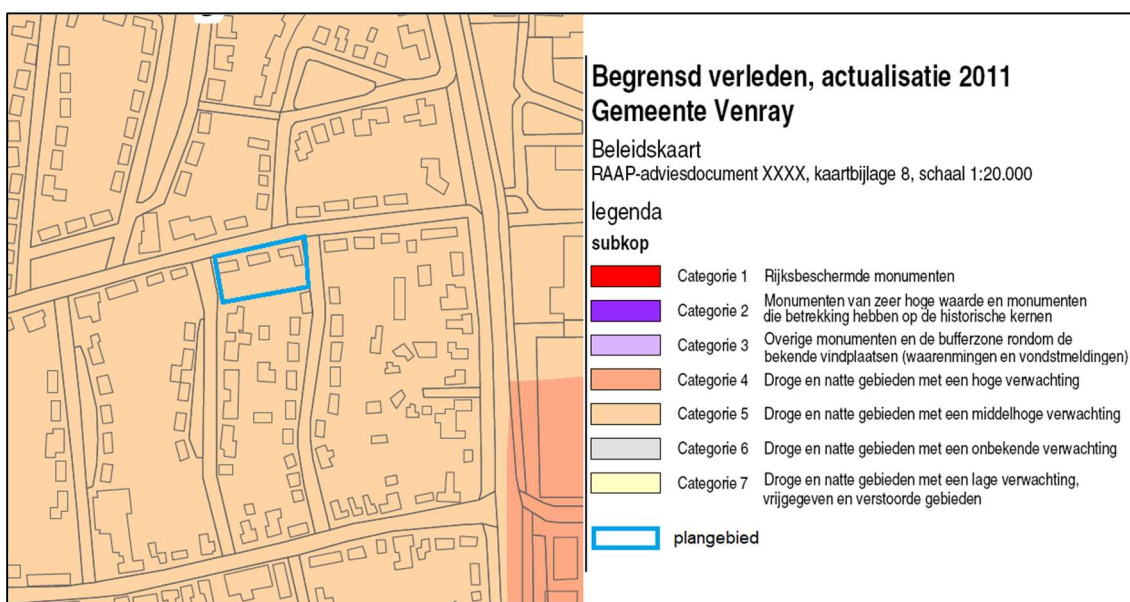 Begrensd verleden, actualisatie 2011
Gemeente Venray
Beleidskaart
RAAP-adviesdocument XXXX, kaartbijlage 8, schaal 1:20.000
legenda
subkop
Categorie 1 Rijksbeschermde monumenten
Categorie 2 Monumenten van zeer hoge waarde en monumenten
die betrekking hebben op de historische kernen
Categorie 3 Overige monumenten en de bufferzone rondom de
bekende vindplaatsen (waarenmingen en vondstmeldingen)
Categorie 4 Droge en natte gebieden met een hoge verwachting
Categorie 5 Droge en natte gebieden met een middelhoge verwachting
Categorie 6 Droge en natte gebieden met een onbekende verwachting
Categorie 7 Droge en natte gebieden met een lage verwachting,
vrijgegeven en verstoorde gebieden
plangebied